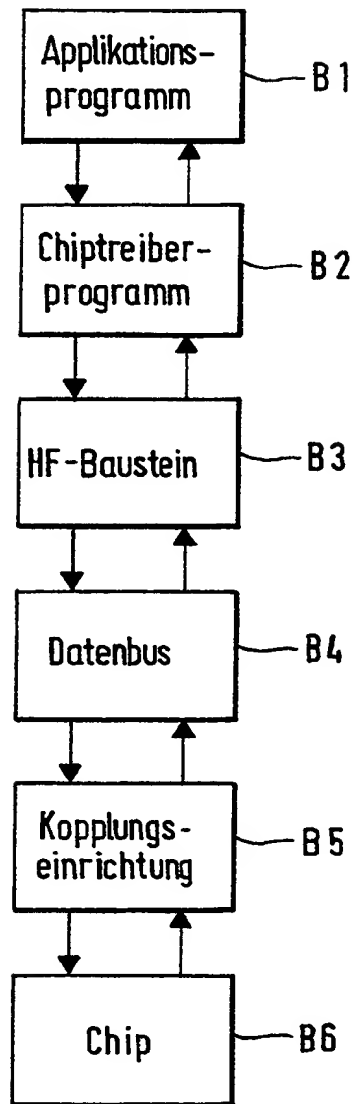 Applikations-
programm
B1
Chiptreiber-
programm
B2
HF-Baustein
B3
Datenbus
B4
Kopplungs-
einrichtung
B5
Chip
B6